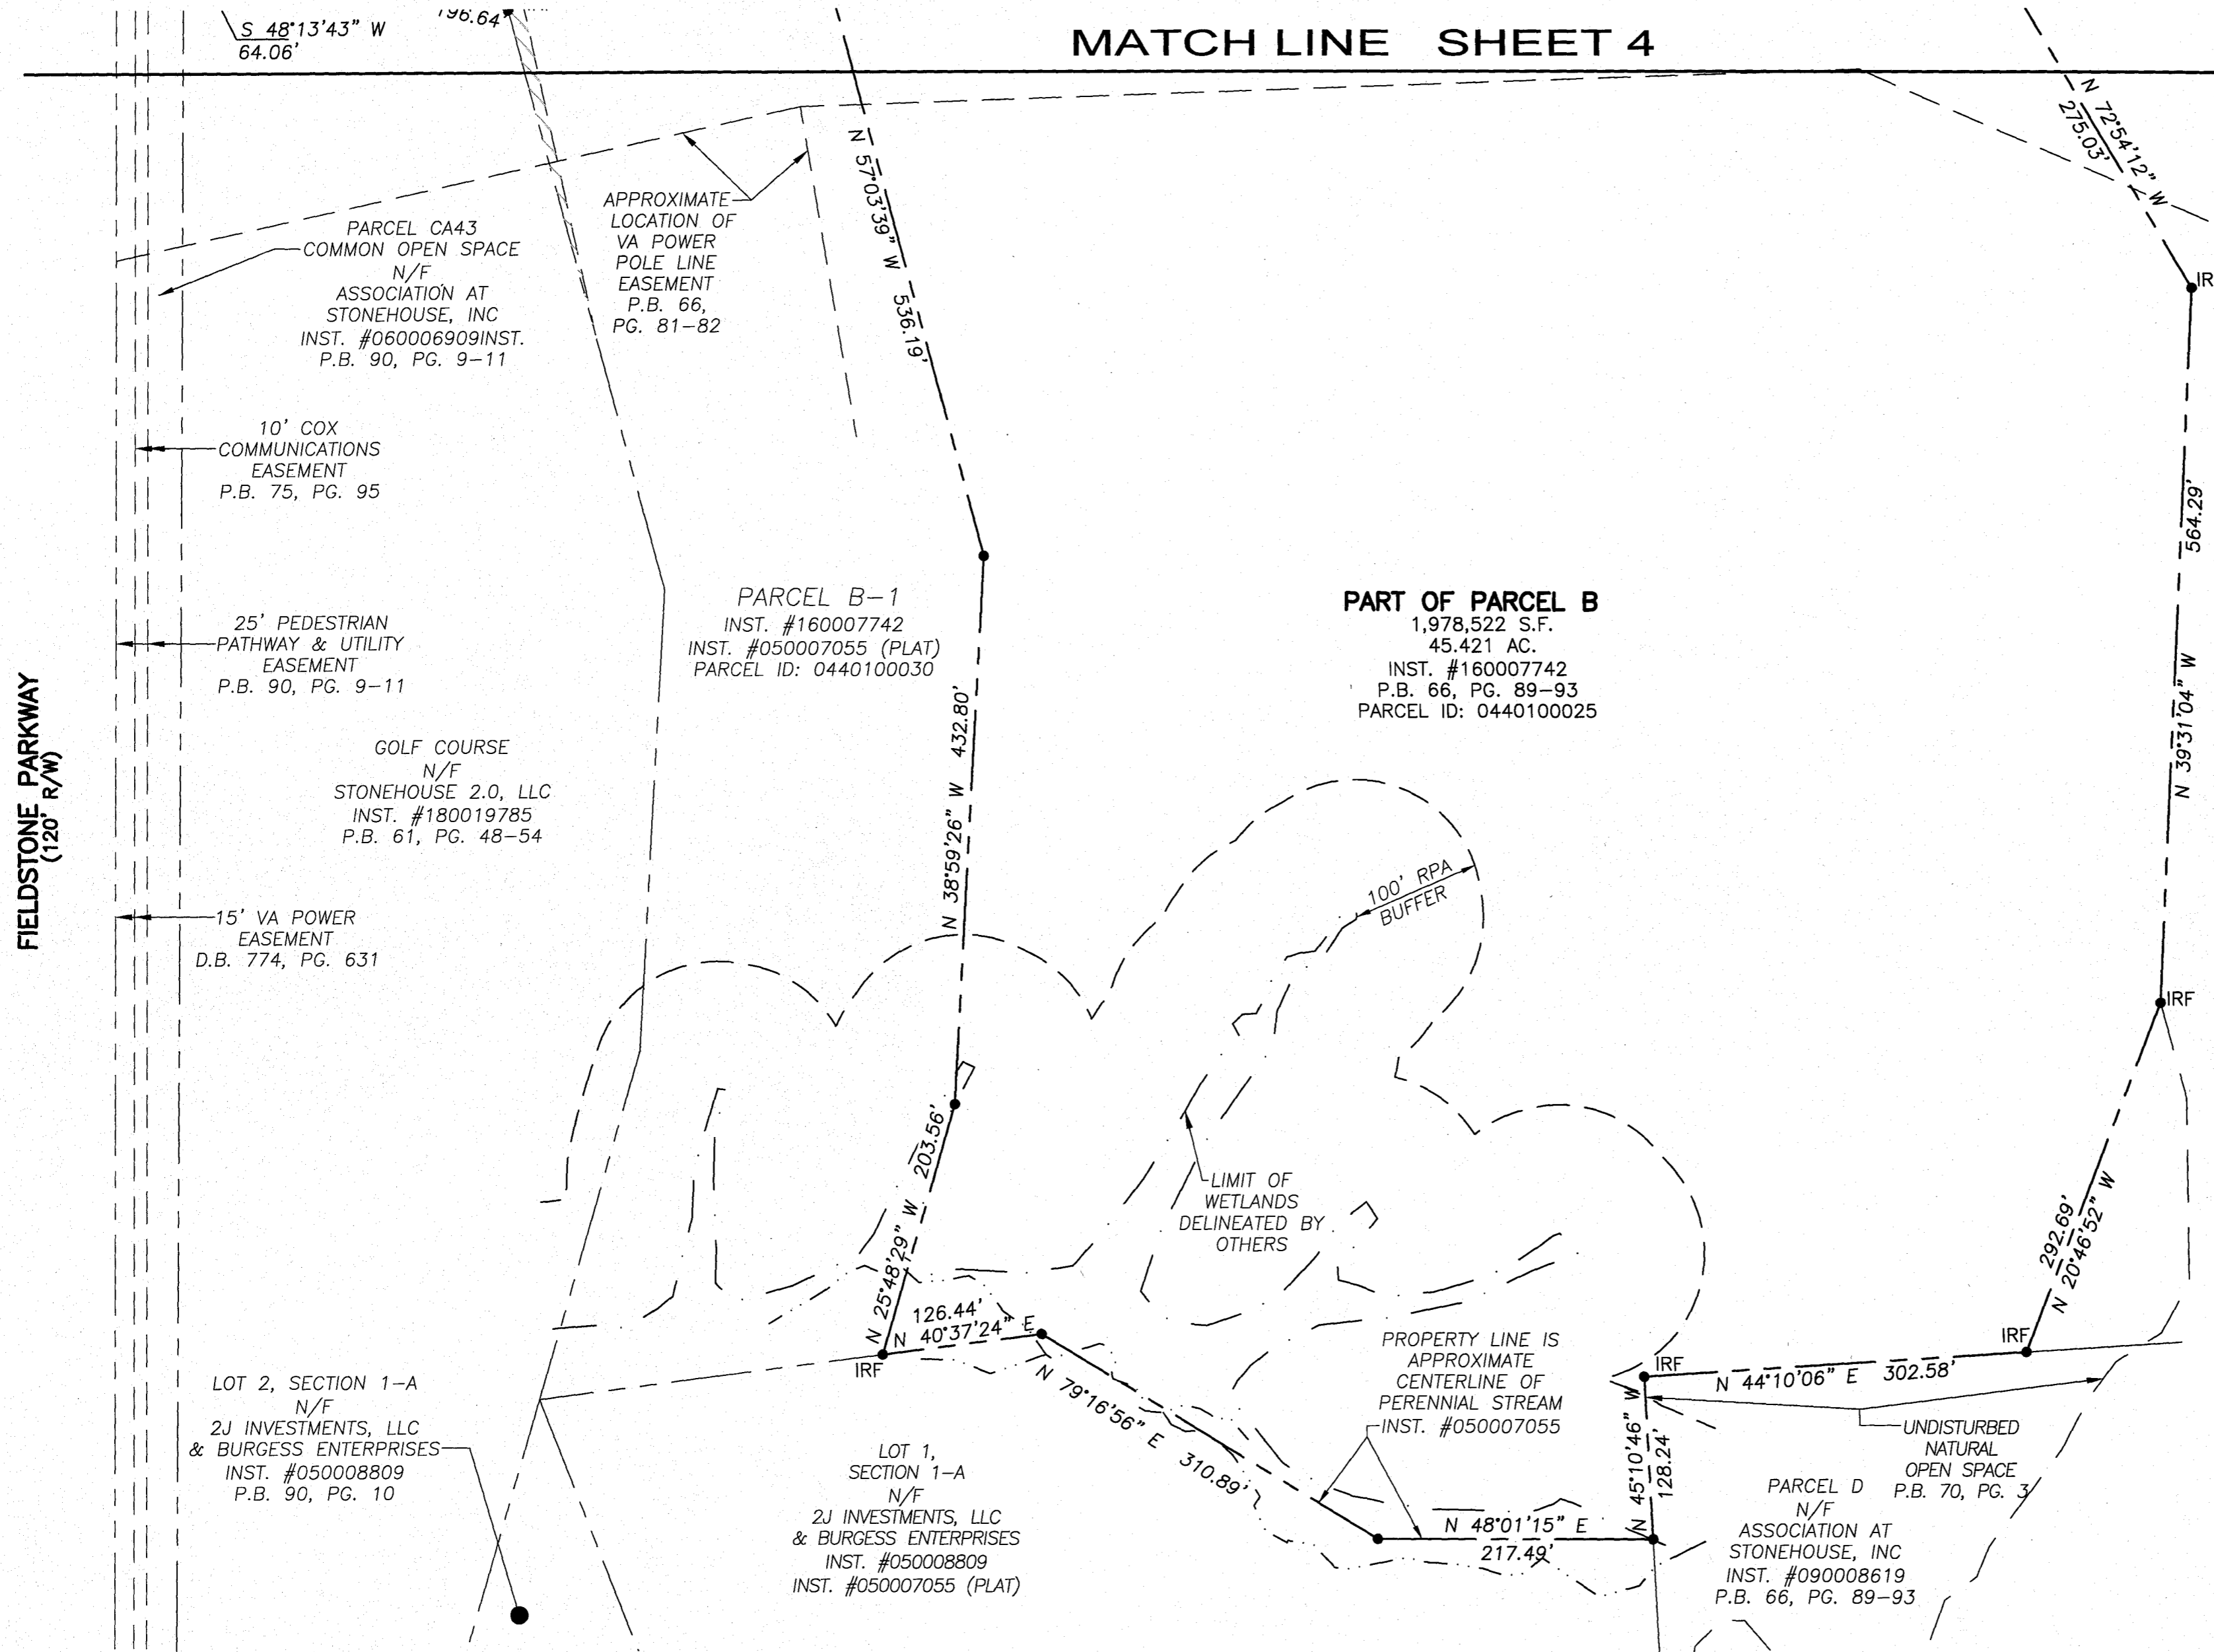 196.64'
S 48°13'43" W
64.06'
MATCH LINE SHEET 4
N 72°54'12" W
275.03'
N 57°03'39" W 536.19'
APPROXIMATE
LOCATION OF
VA POWER
POLE LINE
EASEMENT
P.B. 66,
PG. 81-82
PARCEL CA43
COMMON OPEN SPACE
N/F
ASSOCIATION AT
STONEHOUSE, INC
INST. #060006909INST.
P.B. 90, PG. 9-11
IR
10' COX
COMMUNICATIONS
EASEMENT
P.B. 75, PG. 95
564.29'
N 39°31'04" W
PARCEL B-1
INST. #160007742
INST. #050007055 (PLAT)
PARCEL ID: 0440100030
PART OF PARCEL B
1,978,522 S.F.
45.421 AC.
INST. #160007742
P.B. 66, PG. 89-93
PARCEL ID: 0440100025
25' PEDESTRIAN
PATHWAY & UTILITY
EASEMENT
P.B. 90, PG. 9-11
FIELDSTONE PARKWAY
(120' R/W)
GOLF COURSE
N/F
STONEHOUSE 2.0, LLC
INST. #180019785
P.B. 61, PG. 48-54
N 38°59'26" W 432.80'
100' RPA
BUFFER
15' VA POWER
EASEMENT
D.B. 774, PG. 631
IRF
203.56'
N 25°48'29" W
LIMIT OF
WETLANDS
DELINEATED BY
OTHERS
292.69'
N 20°46'52" W
126.44'
N 40°37'24" E
IRF
PROPERTY LINE IS
APPROXIMATE
CENTERLINE OF
PERENNIAL STREAM
INST. #050007055
IRF
IRF
N 44°10'06" E 302.58'
LOT 2, SECTION 1-A
N/F
2J INVESTMENTS, LLC
& BURGESS ENTERPRISES
INST. #050008809
P.B. 90, PG. 10
N 79°16'56" E 310.89'
N 45°10'46" W
128.24'
UNDISTURBED
NATURAL
OPEN SPACE
P.B. 70, PG. 3
LOT 1,
SECTION 1-A
N/F
2J INVESTMENTS, LLC
& BURGESS ENTERPRISES
INST. #050008809
INST. #050007055 (PLAT)
N 48°01'15" E
217.49'
PARCEL D
N/F
ASSOCIATION AT
STONEHOUSE, INC
INST. #090008619
P.B. 66, PG. 89-93